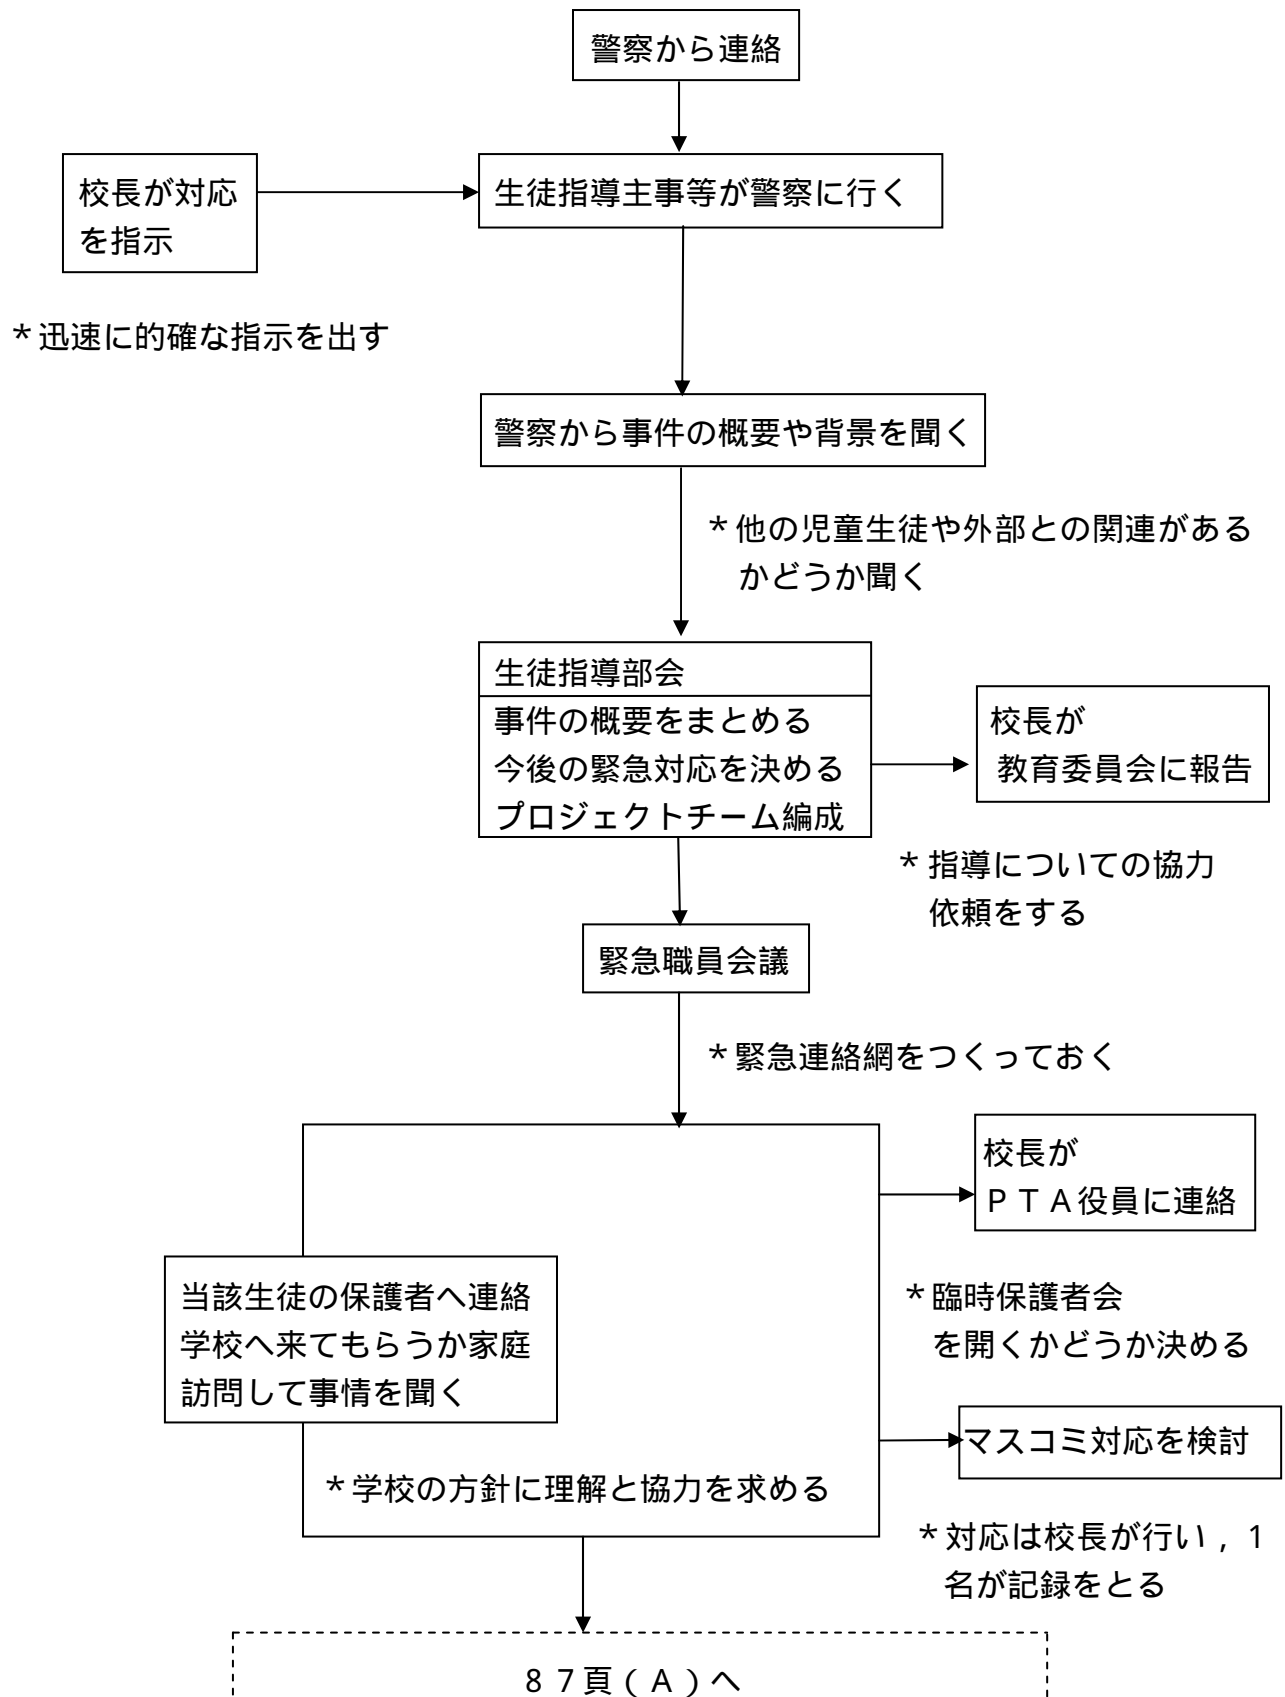 警察から連絡
校長が対応
を指示
生徒指導主事等が警察に行く
＊迅速に的確な指示を出す
警察から事件の概要や背景を聞く
＊他の児童生徒や外部との関連がある
かどうか聞く
生徒指導部会
事件の概要をまとめる
今後の緊急対応を決める
プロジェクトチーム編成
校長が
教育委員会に報告
＊指導についての協力
依頼をする
緊急職員会議
＊緊急連絡網をつくっておく
校長が
ＰＴＡ役員に連絡
当該生徒の保護者へ連絡
学校へ来てもらうか家庭
訪問して事情を聞く
＊臨時保護者会
を開くかどうか決める
マスコミ対応を検討
＊学校の方針に理解と協力を求める
＊対応は校長が行い，１
名が記録をとる
８７頁（Ａ）へ